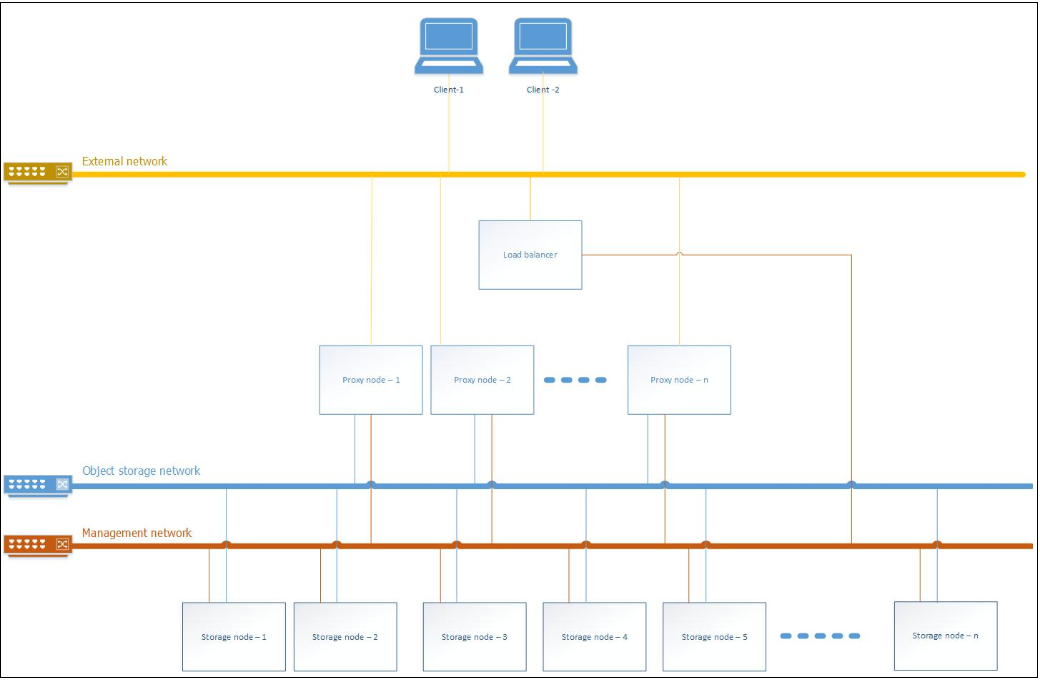 Client-1
Client -2
External network
Load balancer
Proxy node – 1
Proxy node – 2
Proxy node – n
Object storage network
Management network
Storage node – 1
Storage node – 2
Storage node – 3
Storage node – 4
Storage node – 5
Storage node – n